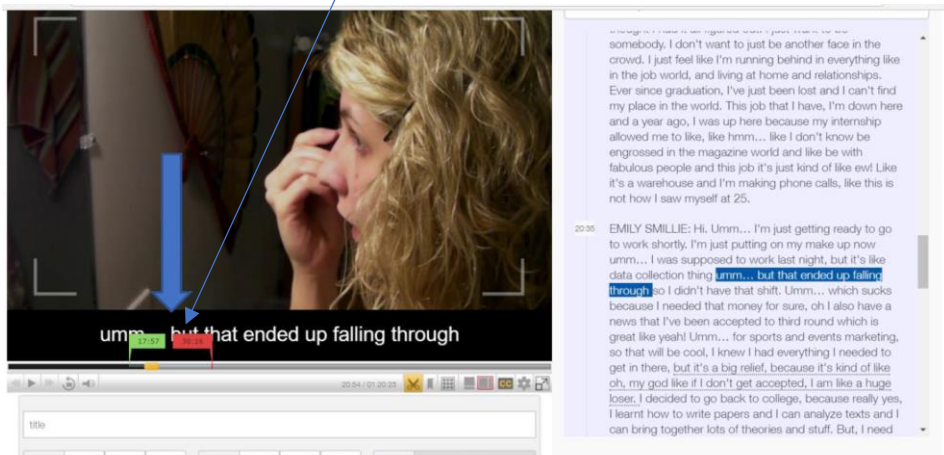 umm... but that ended up falling through
17:57
30:16
20:54 / 01:20:25
CC
title
thought I had it all figured out. I just want to be
somebody. I don't want to just be another face in the
crowd. I just feel like I'm running behind in everything like
in the job world, and living at home and relationships.
Ever since graduation, I've just been lost and I can't find
my place in the world. This job that I have, I'm down here
and a year ago, I was up here because my internship
allowed me to like, like hmm... like I don't know be
engrossed in the magazine world and like be with
fabulous people and this job it's just kind of like ew! Like
it's a warehouse and I'm making phone calls, like this is
not how I saw myself at 25.
20:35
EMILY SMILLIE: Hi. Umm... I'm just getting ready to go
to work shortly. I'm just putting on my make up now
umm... I was supposed to work last night, but it's like
data collection thing umm... but that ended up falling
through so I didn't have that shift. Umm... which sucks
because I needed that money for sure, oh I also have a
news that I've been accepted to third round which is
great like yeah! Umm... for sports and events marketing,
so that will be cool, I knew I had everything I needed to
get in there, but it's a big relief, because it's kind of like
oh, my god like if I don't get accepted, I am like a huge
loser. I decided to go back to college, because really yes,
I learnt how to write papers and I can analyze texts and I
can bring together lots of theories and stuff. But, I need